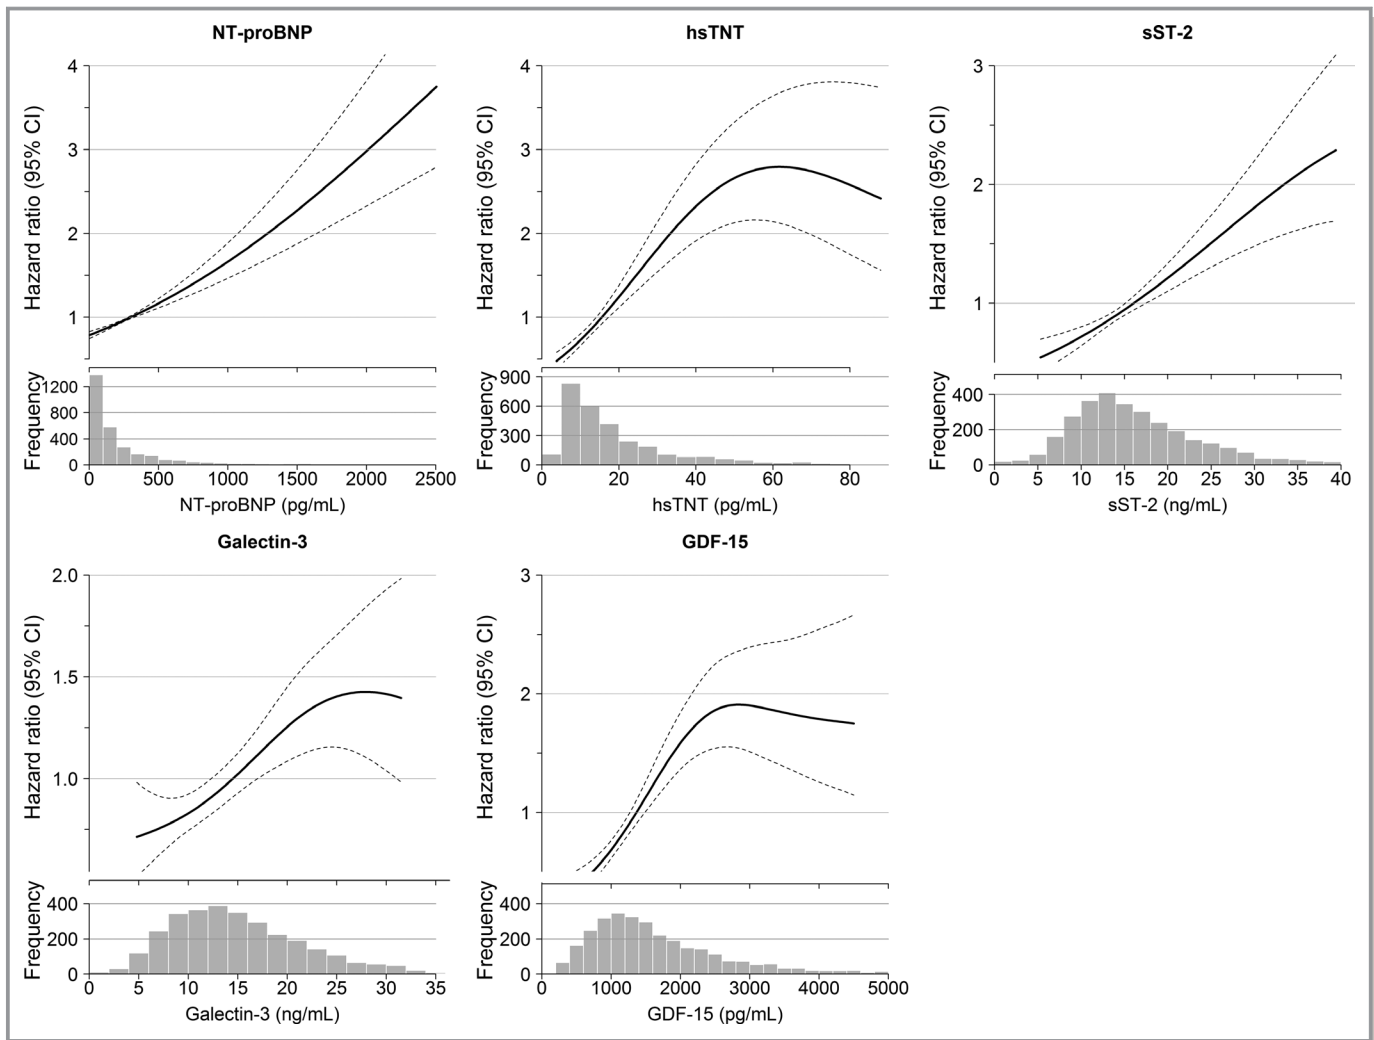 NT-proBNP
4
3
2
1
Hazard ratio (95% CI)
1200
800
400
0
Frequency
0 500 1000 1500 2000 2500
NT-proBNP (pg/mL)
hsTNT
4
3
2
1
Hazard ratio (95% CI)
900
600
300
0
Frequency
0 20 40 60 80
hsTNT (pg/mL)
sST-2
3
2
1
Hazard ratio (95% CI)
400
200
0
Frequency
0 5 10 15 20 25 30 35 40
sST-2 (ng/mL)
Galectin-3
2.0
1.5
1.0
Hazard ratio (95% CI)
400
200
0
Frequency
0 5 10 15 20 25 30 35
Galectin-3 (ng/mL)
GDF-15
3
2
1
Hazard ratio (95% CI)
400
200
0
Frequency
0 1000 2000 3000 4000 5000
GDF-15 (pg/mL)